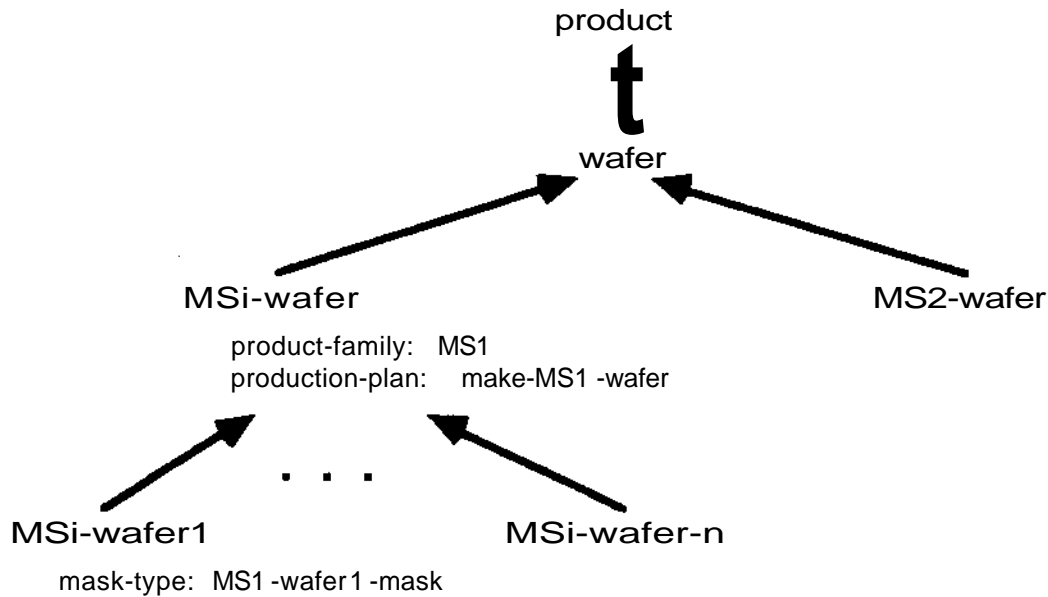 product
t
wafer
MSi-wafer MS2-wafer
product-family: MS1
production-plan: make-MS1 -wafer
. . .
MSi-wafer1 MSi-wafer-n
mask-type: MS1 -wafer1 -mask